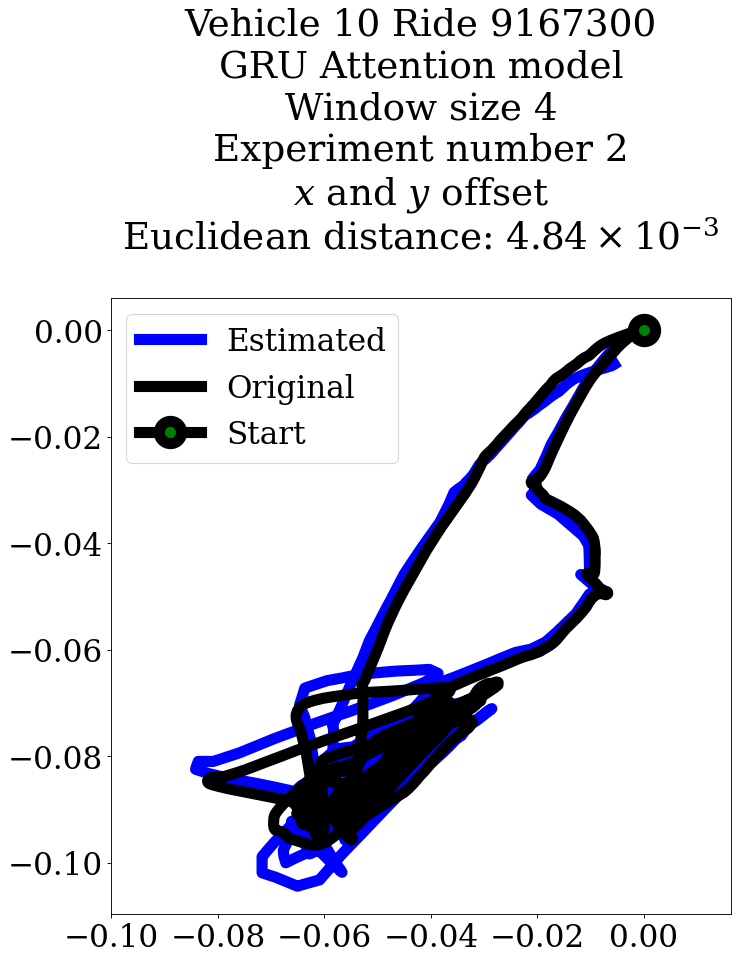 Vehicle 10 Ride 9167300
GRU Attention model
Window size 4
Experiment number 2
x and y offset
Euclidean distance: 4.84 × 10⁻³
Estimated
Original
Start
0.00
−0.02
−0.04
−0.06
−0.08
−0.10
−0.10 −0.08 −0.06 −0.04 −0.02 0.00